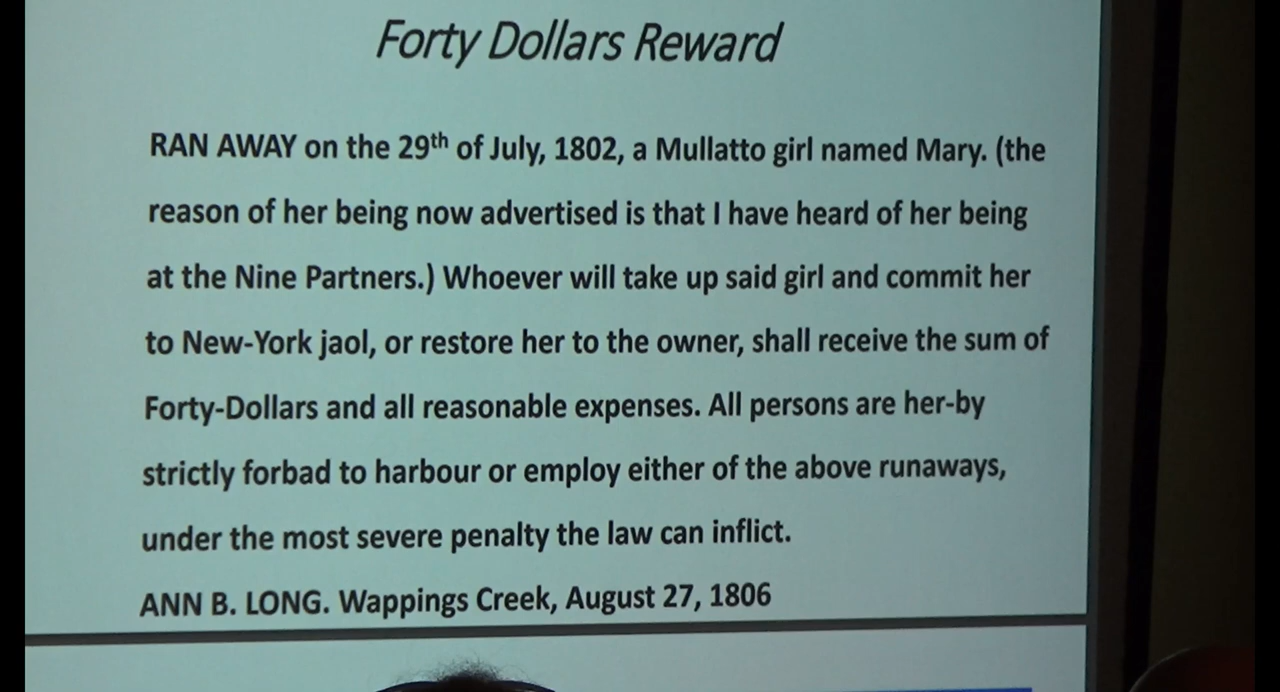 Forty Dollars Reward
RAN AWAY on the 29th of July, 1802, a Mullatto girl named Mary. (the
reason of her being now advertised is that I have heard of her being
at the Nine Partners.) Whoever will take up said girl and commit her
to New-York jaol, or restore her to the owner, shall receive the sum of
Forty-Dollars and all reasonable expenses. All persons are her-by
strictly forbad to harbour or employ either of the above runaways,
under the most severe penalty the law can inflict.
ANN B. LONG. Wappings Creek, August 27, 1806